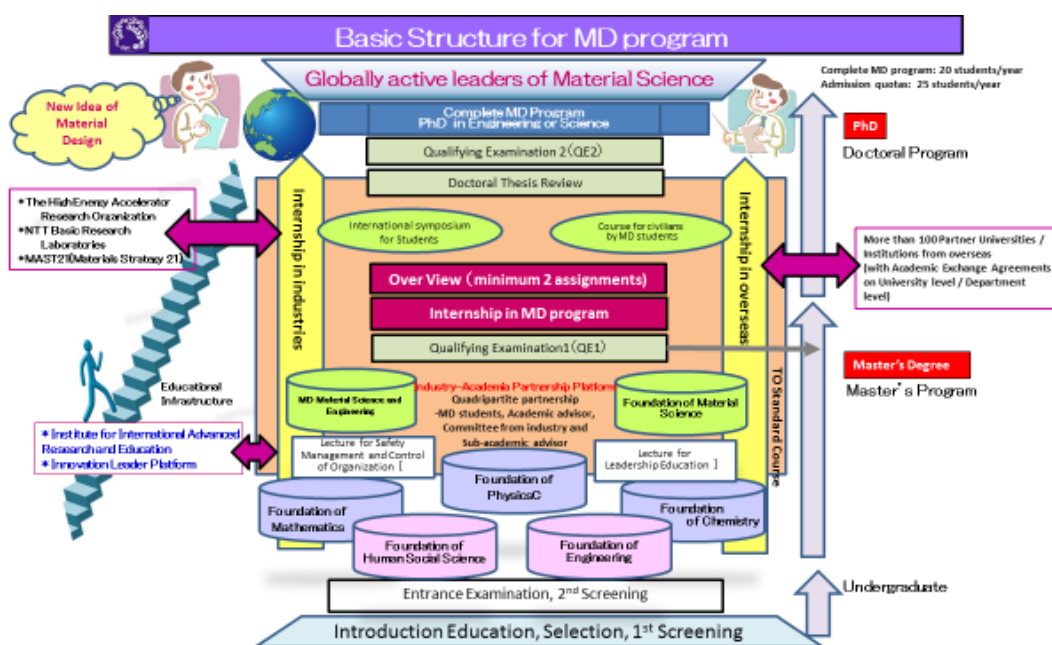 Basic Structure for MD program
Globally active leaders of Material Science
Complete MD program: 20 students/year
Admission quotas: 25 students/year
New Idea of
Material
Design
Complete MD Program
PhD in Engineering or Science
PhD
Doctoral Program
Qualifying Examination 2(QE2)
Doctoral Thesis Review
Internship in industries
Internship in overseas
*The High Energy Accelerator
Research Organization
*NTT Basic Research
Laboratories
*MAST21(Materials Strategy 21)
International symposium
for Students
Course for civilians
by MD students
More than 100 Partner Universities /
Institutions from overseas
(with Academic Exchange Agreements
on University level / Department
level)
Over View (minimum 2 assignments)
Internship in MD program
Qualifying Examination1(QE1)
Master's Degree
Master's Program
TO Standard Course
Educational
Infrastructure
Industry-Academia Partnership Platform
Quadripartite partnership
-MD students, Academic advisor,
Committee from industry and
Sub-academic advisor
MD Material Science and
Engineering
Foundation of Material
Science
* Institute for International Advanced
Research and Education
* Innovation Leader Platform
Lecture for Safety
Management and Control
of Organization I
Lecture for
Leadership Education I
Foundation of
PhysicsC
Foundation of
Mathematics
Foundation
of Chemistry
Foundation of
Human Social Science
Foundation of
Engineering
Undergraduate
Entrance Examination, 2nd Screening
Introduction Education, Selection, 1st Screening